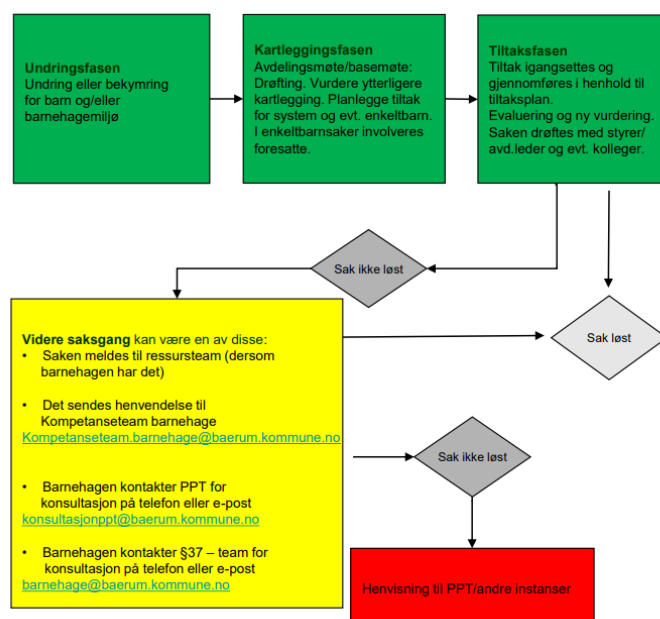 Undringsfasen
Undring eller bekymring
for barn og/eller
barnehagemiljø
Kartleggingsfasen
Avdelingsmøte/basemøte:
Drøfting. Vurdere ytterligere
kartlegging. Planlegge tiltak
for system og evt. enkeltbarn.
I enkeltbarnsaker involveres
foresatte.
Tiltaksfasen
Tiltak igangsettes og
gjennomføres i henhold til
tiltaksplan.
Evaluering og ny vurdering.
Saken drøftes med styrer/
avd.leder og evt. kolleger.
Sak ikke løst
Sak løst
Videre saksgang kan være en av disse:
• Saken meldes til ressursteam (dersom
barnehagen har det)
• Det sendes henvendelse til
Kompetanseteam barnehage
Kompetanseteam.barnehage@baerum.kommune.no
• Barnehagen kontakter PPT for
konsultasjon på telefon eller e-post
konsultasjonppt@baerum.kommune.no
• Barnehagen kontakter §37 – team for
konsultasjon på telefon eller e-post
barnehage@baerum.kommune.no
Sak ikke løst
Henvisning til PPT/andre instanser